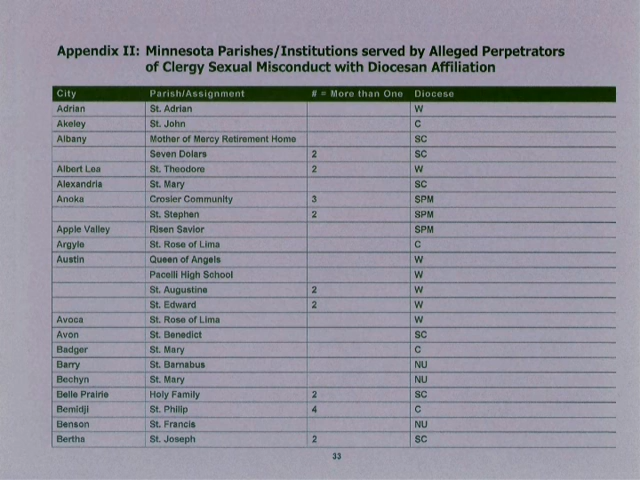 Appendix II: Minnesota Parishes/Institutions served by Alleged Perpetrators
of Clergy Sexual Misconduct with Diocesan Affiliation
City Parish/Assignment # = More than One Diocese
Adrian St. Adrian W
Akeley St. John C
Albany Mother of Mercy Retirement Home SC
Seven Dolars 2 SC
Albert Lea St. Theodore 2 W
Alexandria St. Mary SC
Anoka Crosier Community 3 SPM
St. Stephen 2 SPM
Apple Valley Risen Savior SPM
Argyle St. Rose of Lima C
Austin Queen of Angels W
Pacelli High School W
St. Augustine 2 W
St. Edward 2 W
Avoca St. Rose of Lima W
Avon St. Benedict SC
Badger St. Mary C
Barry St. Barnabus NU
Bechyn St. Mary NU
Belle Prairie Holy Family 2 SC
Bemidji St. Philip 4 C
Benson St. Francis NU
Bertha St. Joseph 2 SC
33